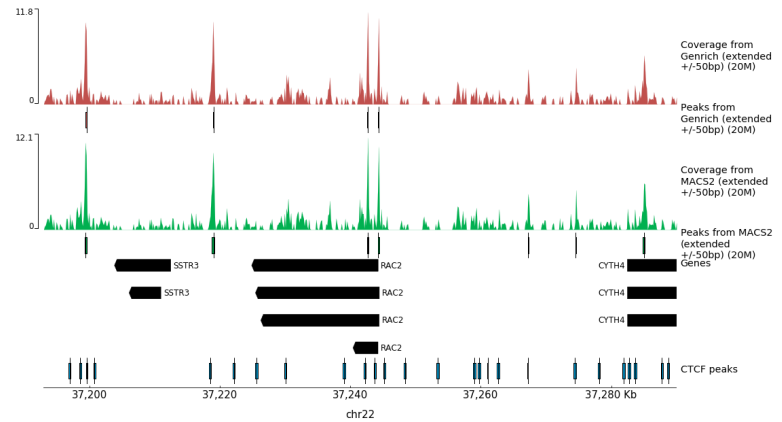 11.8
0
Coverage from
Genrich (extended
+/-50bp) (20M)
Peaks from
Genrich (extended
+/-50bp) (20M)
12.1
0
Coverage from
MACS2 (extended
+/-50bp) (20M)
Peaks from MACS2
(extended
+/-50bp) (20M)
Genes
SSTR3
RAC2
CYTH4
SSTR3
RAC2
CYTH4
RAC2
CYTH4
RAC2
CTCF peaks
37,200
37,220
37,240
37,260
37,280 Kb
chr22